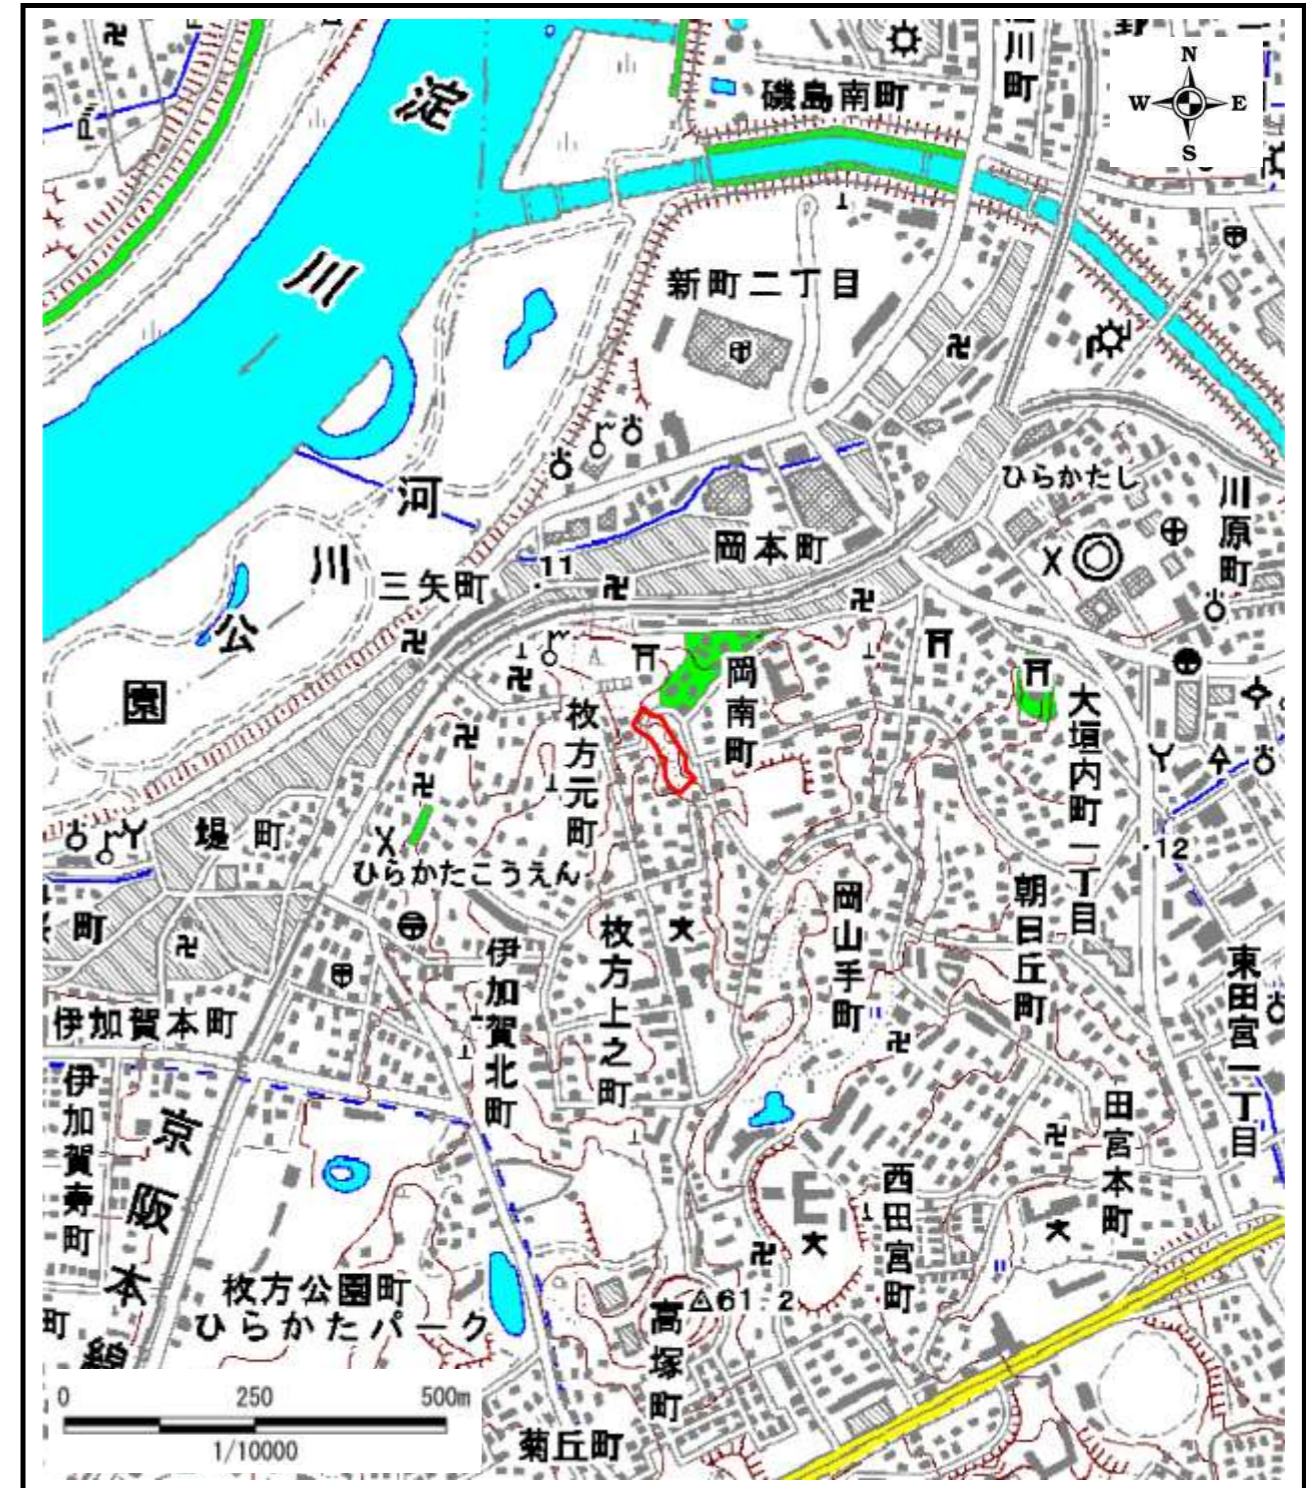 淀川
磯島南町
川町
N
W
E
S
新町二丁目
ひらかたし
川原町
河川公園
岡本町
三矢町
.11
岡南町
枚方元町
大垣内町一丁目
堤町
ひらかたこうえん
.12
町
岡山手町
朝日丘町
枚方上之町
伊加賀北町
東田宮一丁目
伊加賀本町
伊加賀寿町
京阪本線
田宮本町
西田宮町
枚方公園町
ひらかたパーク
61.2
高塚町
町
菊丘町
0
250
500m
1/10000